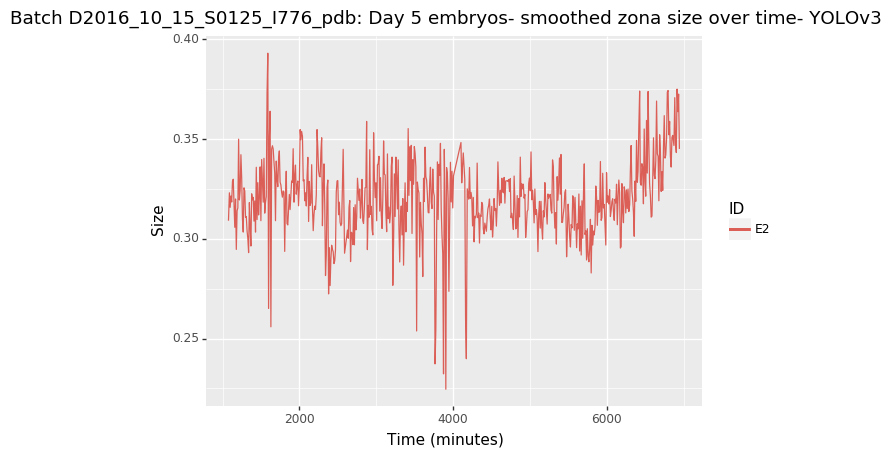 Batch D2016_10_15_S0125_I776_pdb: Day 5 embryos- smoothed zona size over time- YOLOv3
0.40
0.35
0.30
0.25
Size
2000
4000
6000
Time (minutes)
ID
E2